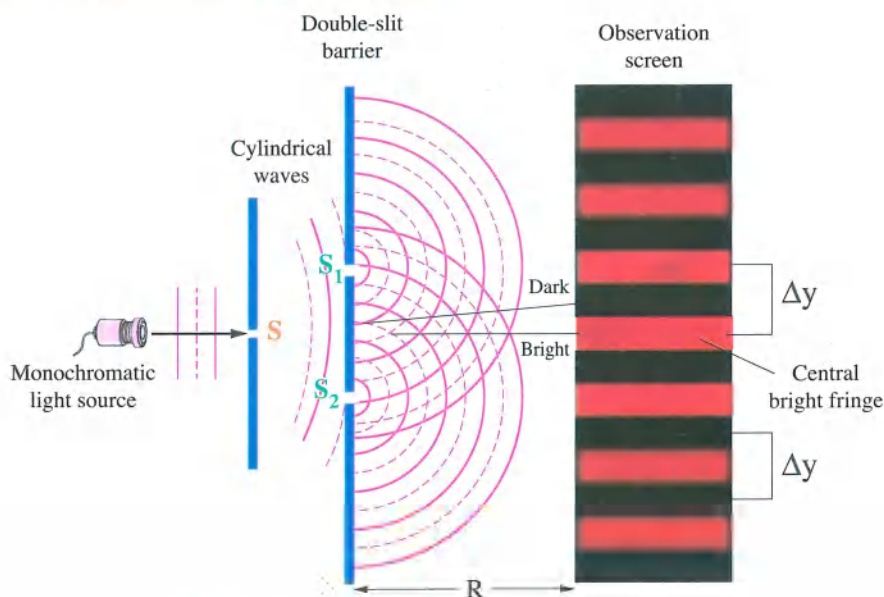 Double-slit
barrier
Observation
screen
Cylindrical
waves
S₁
Dark
Δy
S
Bright
Monochromatic
light source
S₂
Central
bright fringe
Δy
R